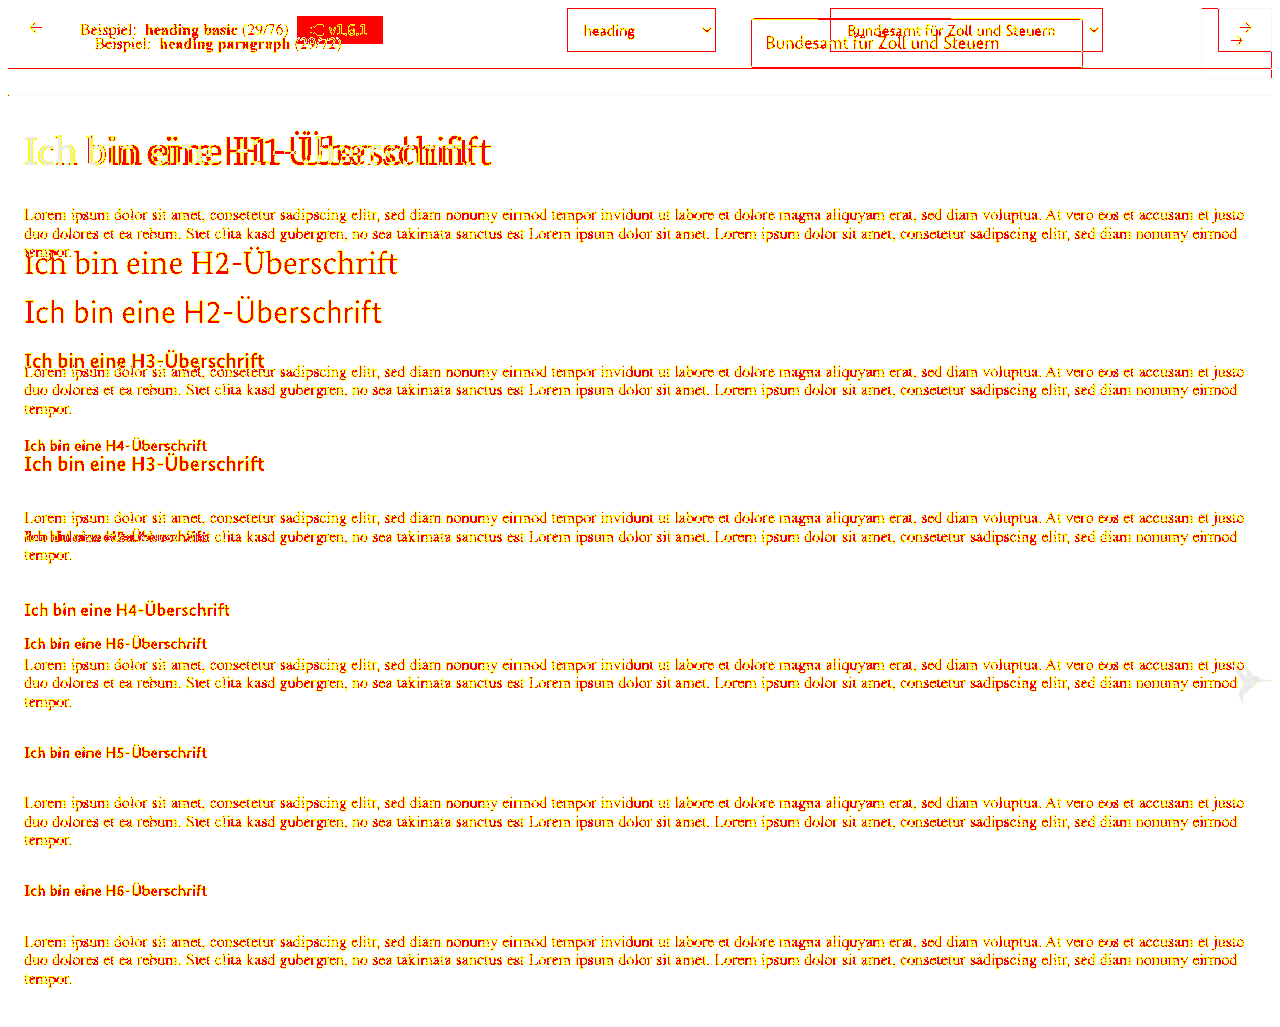 Beispiel: heading basic (29/76) v1.6.1
heading
Bundesamt für Zoll und Steuern
Beispiel: heading paragraph (29/72)
Bundesamt für Zoll und Steuern
Ich bin eine H1-Überschrift
Lorem ipsum dolor sit amet, consetetur sadipscing elitr, sed diam nonumy eirmod tempor invidunt ut labore et dolore magna aliquyam erat, sed diam voluptua. At vero eos et accusam et justo
duo dolores et ea rebum. Stet clita kasd gubergren, no sea takimata sanctus est Lorem ipsum dolor sit amet. Lorem ipsum dolor sit amet, consetetur sadipscing elitr, sed diam nonumy eirmod
tempor.
Ich bin eine H2-Überschrift
Ich bin eine H2-Überschrift
Ich bin eine H3-Überschrift
Lorem ipsum dolor sit amet, consetetur sadipscing elitr, sed diam nonumy eirmod tempor invidunt ut labore et dolore magna aliquyam erat, sed diam voluptua. At vero eos et accusam et justo
duo dolores et ea rebum. Stet clita kasd gubergren, no sea takimata sanctus est Lorem ipsum dolor sit amet. Lorem ipsum dolor sit amet, consetetur sadipscing elitr, sed diam nonumy eirmod
tempor.
Ich bin eine H4-Überschrift
Ich bin eine H3-Überschrift
Lorem ipsum dolor sit amet, consetetur sadipscing elitr, sed diam nonumy eirmod tempor invidunt ut labore et dolore magna aliquyam erat, sed diam voluptua. At vero eos et accusam et justo
duo dolores et ea rebum. Stet clita kasd gubergren, no sea takimata sanctus est Lorem ipsum dolor sit amet. Lorem ipsum dolor sit amet, consetetur sadipscing elitr, sed diam nonumy eirmod
tempor.
Ich bin eine H4-Überschrift
Ich bin eine H6-Überschrift
Lorem ipsum dolor sit amet, consetetur sadipscing elitr, sed diam nonumy eirmod tempor invidunt ut labore et dolore magna aliquyam erat, sed diam voluptua. At vero eos et accusam et justo
duo dolores et ea rebum. Stet clita kasd gubergren, no sea takimata sanctus est Lorem ipsum dolor sit amet. Lorem ipsum dolor sit amet, consetetur sadipscing elitr, sed diam nonumy eirmod
tempor.
Ich bin eine H5-Überschrift
Lorem ipsum dolor sit amet, consetetur sadipscing elitr, sed diam nonumy eirmod tempor invidunt ut labore et dolore magna aliquyam erat, sed diam voluptua. At vero eos et accusam et justo
duo dolores et ea rebum. Stet clita kasd gubergren, no sea takimata sanctus est Lorem ipsum dolor sit amet. Lorem ipsum dolor sit amet, consetetur sadipscing elitr, sed diam nonumy eirmod
tempor.
Ich bin eine H6-Überschrift
Lorem ipsum dolor sit amet, consetetur sadipscing elitr, sed diam nonumy eirmod tempor invidunt ut labore et dolore magna aliquyam erat, sed diam voluptua. At vero eos et accusam et justo
duo dolores et ea rebum. Stet clita kasd gubergren, no sea takimata sanctus est Lorem ipsum dolor sit amet. Lorem ipsum dolor sit amet, consetetur sadipscing elitr, sed diam nonumy eirmod
tempor.